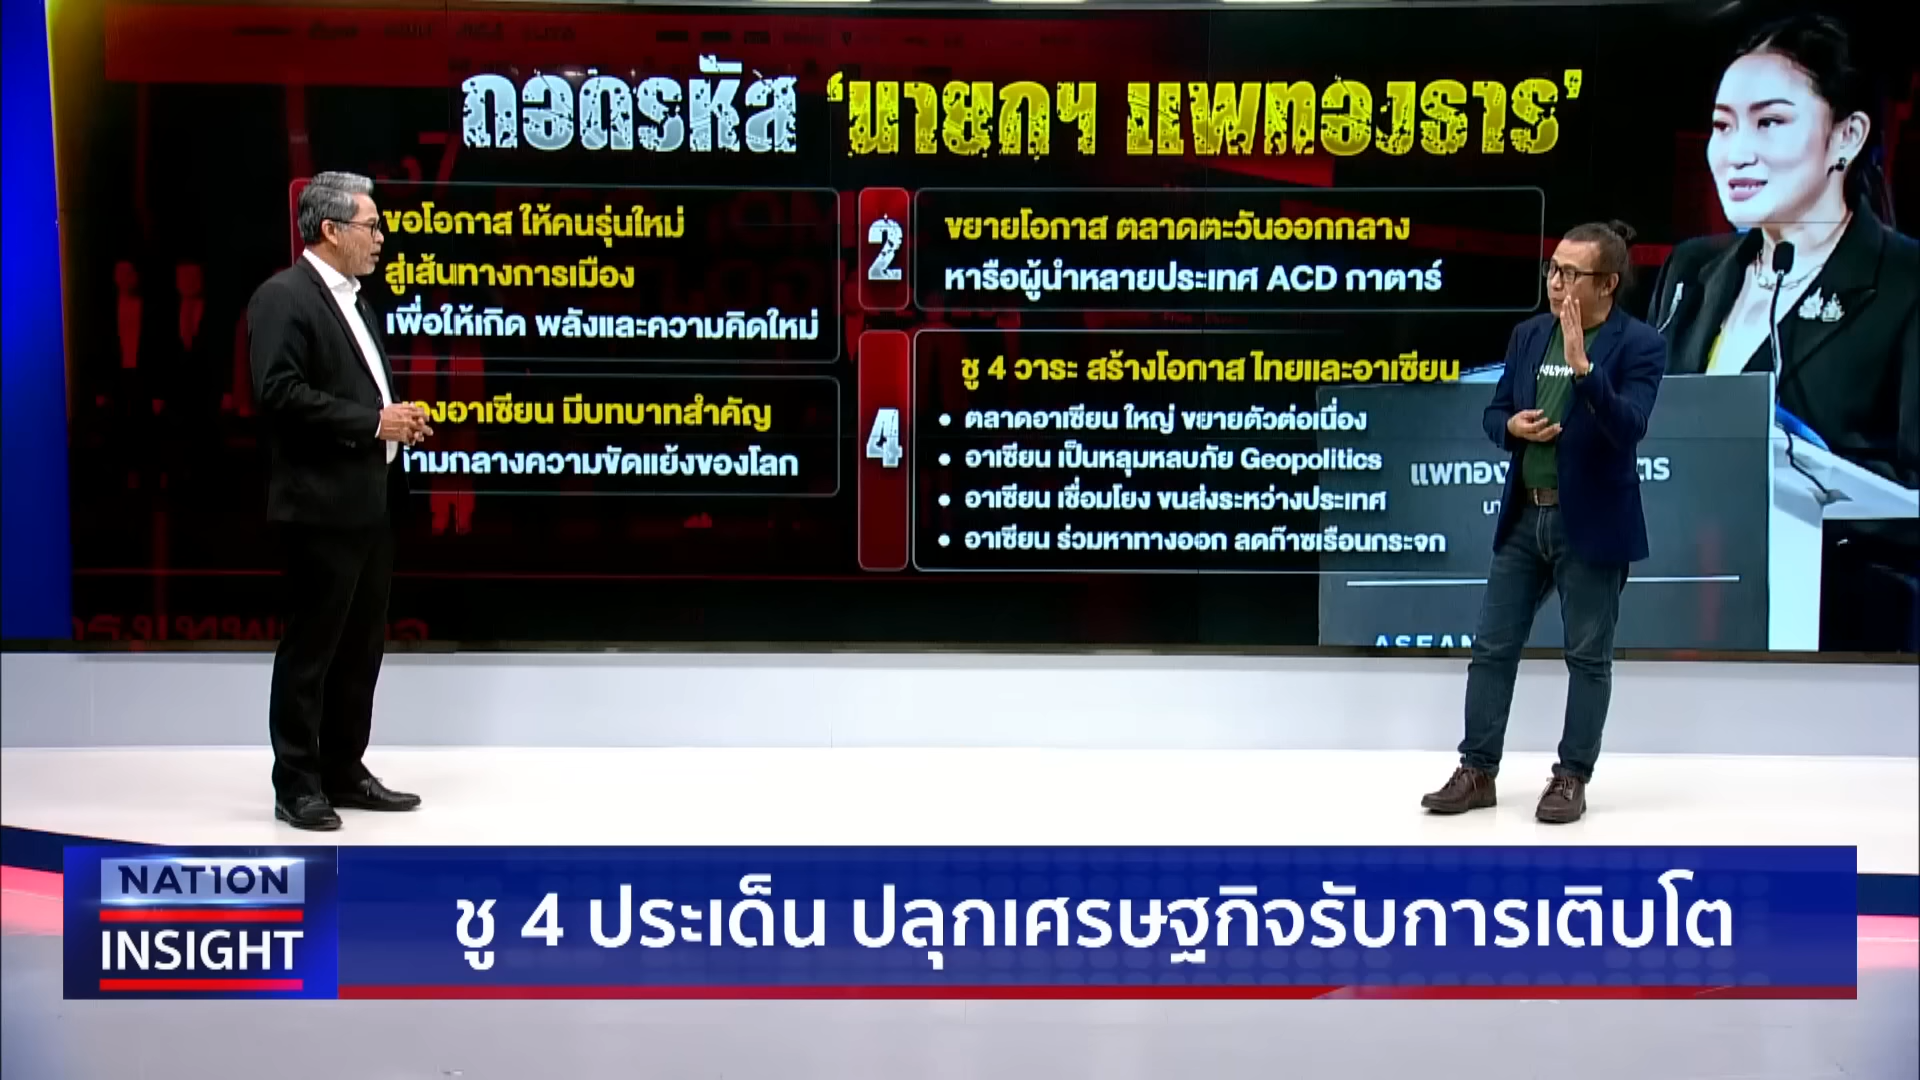 ถอดรหัส ‘นายกฯ แพทองธาร’
ขอโอกาส ให้คนรุ่นใหม่
สู่เส้นทางการเมือง
เพื่อให้เกิด พลังและความคิดใหม่
2
ขยายโอกาส ตลาดตะวันออกกลาง
หารือผู้นำหลายประเทศ ACD กาตาร์
อาเซียน มีบทบาทสำคัญ
ท่ามกลางความขัดแย้งของโลก
4
ชู 4 วาระ สร้างโอกาส ไทยและอาเซียน
• ตลาดอาเซียน ใหญ่ ขยายตัวต่อเนื่อง
• อาเซียน เป็นหลุมหลบภัย Geopolitics
• อาเซียน เชื่อมโยง ขนส่งระหว่างประเทศ
• อาเซียน ร่วมหาทางออก ลดก๊าซเรือนกระจก
ASEAN
NATION
INSIGHT
ชู 4 ประเด็น ปลุกเศรษฐกิจรับการเติบโต